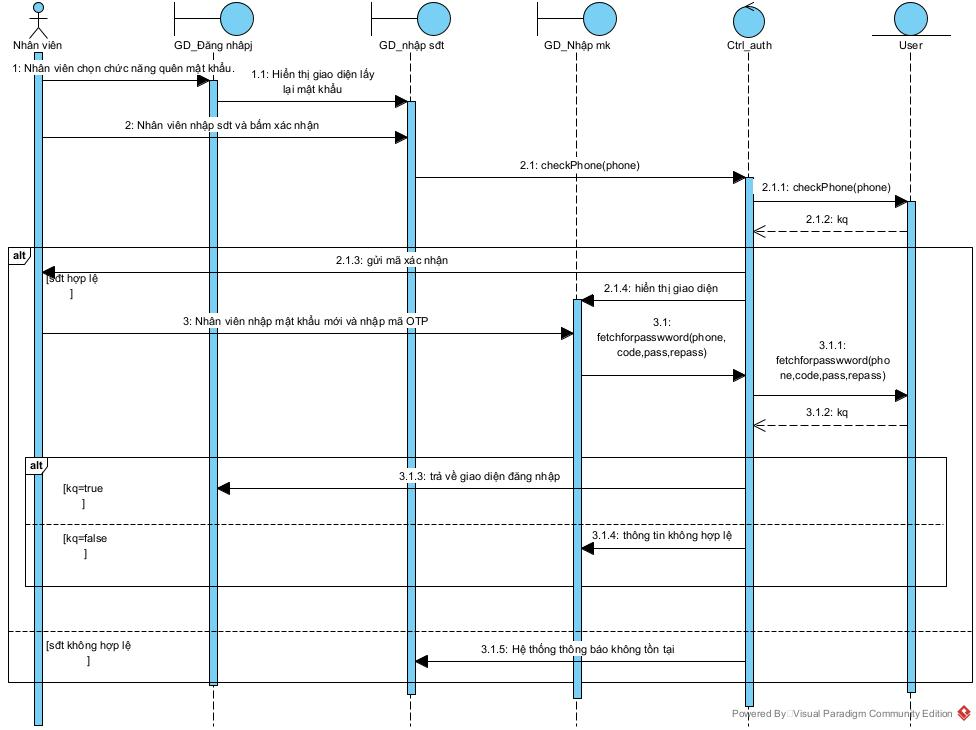 Nhân viên
GD_Đăng nhâpj
GD_nhập sđt
GD_Nhập mk
Ctrl_auth
User
1: Nhân viên chọn chức năng quên mật khẩu.
1.1: Hiển thị giao diện lấy
lại mật khẩu
2: Nhân viên nhập sdt và bấm xác nhận
2.1: checkPhone(phone)
2.1.1: checkPhone(phone)
2.1.2: kq
alt
2.1.3: gửi mã xác nhận
[sđt hợp lệ
]
2.1.4: hiển thị giao diện
3: Nhân viên nhập mật khẩu mới và nhập mã OTP
3.1:
fetchforpasswword(phone,
code,pass,repass)
3.1.1:
fetchforpasswword(pho
ne,code,pass,repass)
3.1.2: kq
alt
3.1.3: trả về giao diện đăng nhập
[kq=true
]
3.1.4: thông tin không hợp lệ
[kq=false
]
[sđt không hợp lệ
]
3.1.5: Hệ thống thông báo không tồn tại
Powered By Visual Paradigm Community Edition